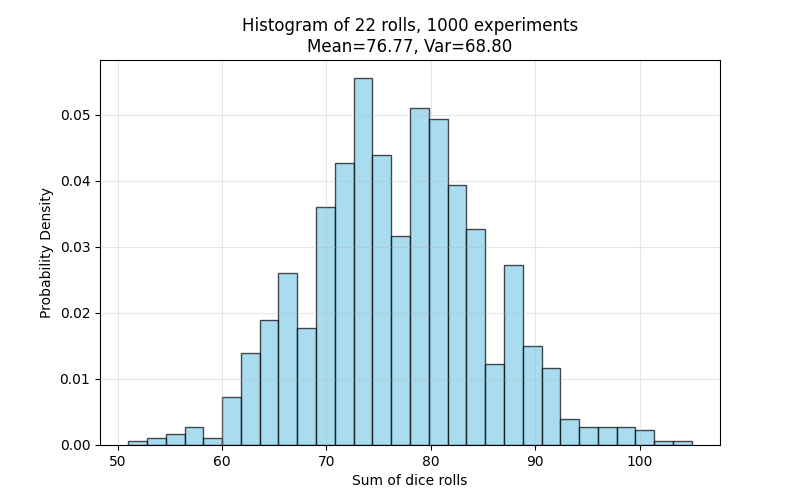 Histogram of 22 rolls, 1000 experiments
Mean=76.77, Var=68.80
Probability Density
0.05
0.04
0.03
0.02
0.01
0.00
50 60 70 80 90 100
Sum of dice rolls